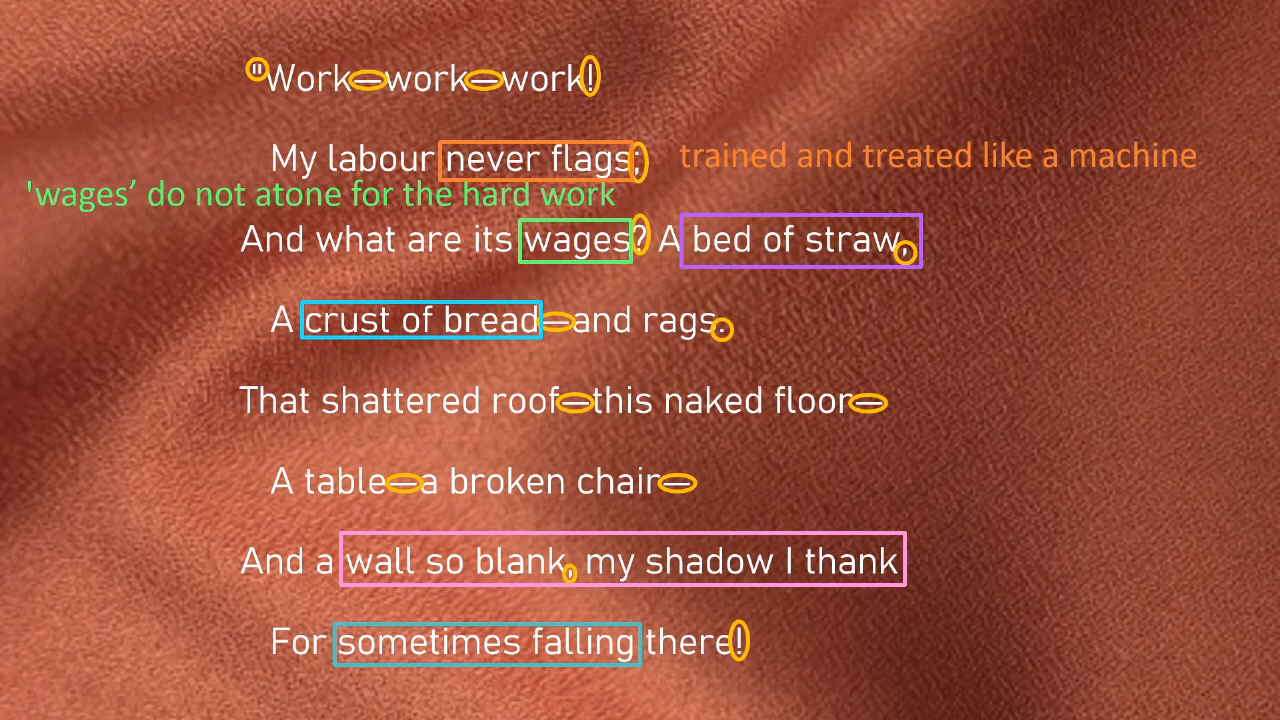 "Work—work—work!
My labour never flags; trained and treated like a machine
'wages’ do not atone for the hard work
And what are its wages? A bed of straw,
A crust of bread—and rags.
That shattered roof—this naked floor—
A table—a broken chair—
And a wall so blank, my shadow I thank
For sometimes falling there!